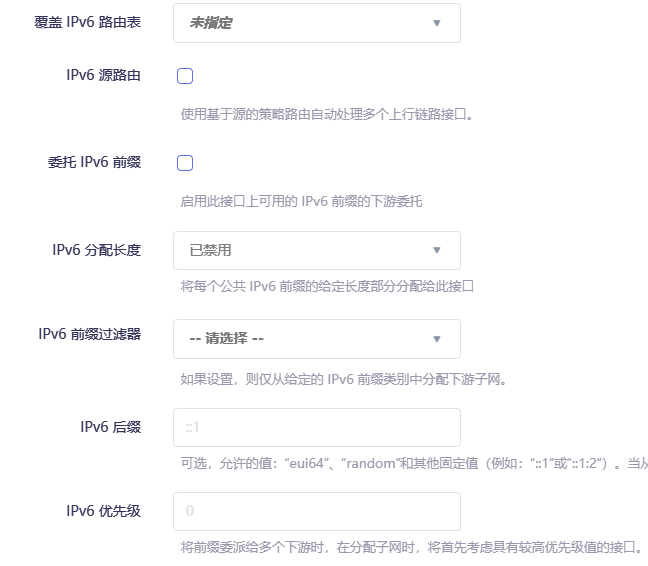 覆盖 IPv6 路由表 未指定
IPv6 源路由
使用基于源的策略路由自动处理多个上行链路接口。
委托 IPv6 前缀
启用此接口上可用的 IPv6 前缀的下游委托
IPv6 分配长度 已禁用
将每个公共 IPv6 前缀的给定长度部分分配给此接口
IPv6 前缀过滤器 -- 请选择 --
如果设置，则仅从给定的 IPv6 前缀类别中分配下游子网。
IPv6 后缀 ::1
可选，允许的值：“eui64”、“random”和其他固定值（例如：“::1”或“::1:2”）。当从
IPv6 优先级 0
将前缀委派给多个下游时，在分配子网时，将首先考虑具有较高优先级值的接口。